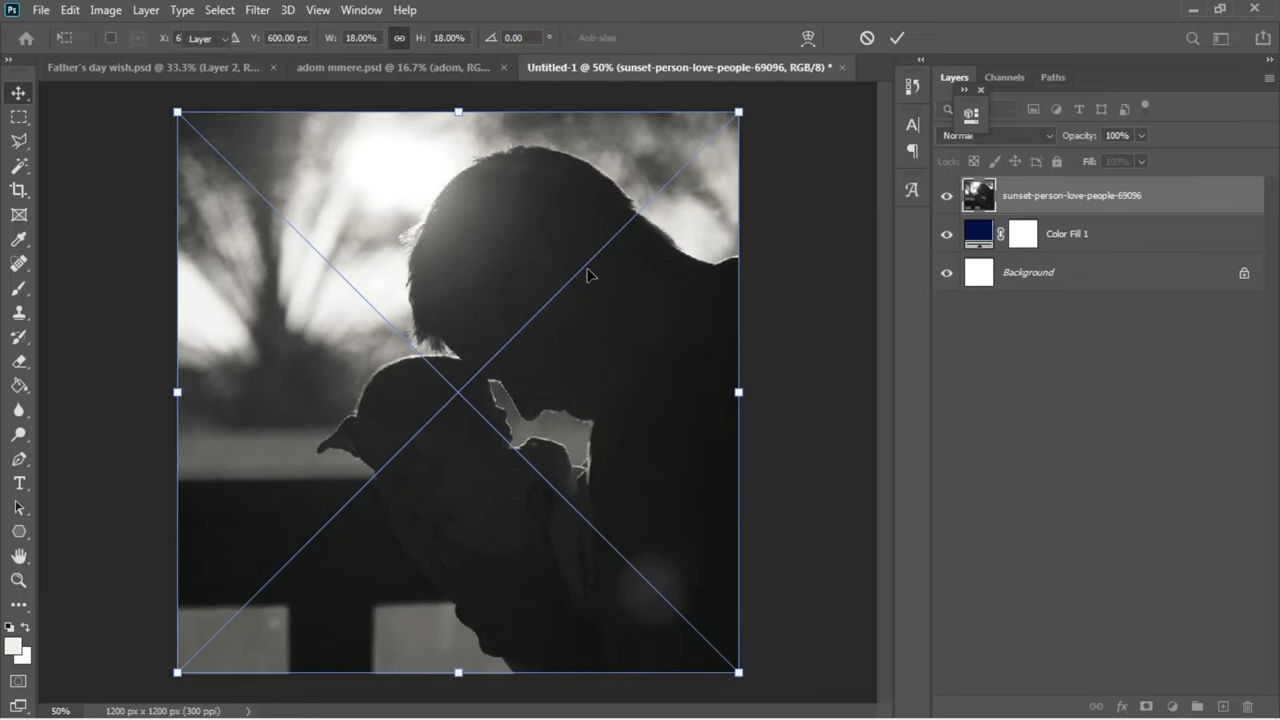 Ps File Edit Image Layer Type Select Filter 3D View Window Help
X: 6 Layer Y: 600.00 px W: 18.00% H: 18.00% 0.00 ° Anti-alias
Father's day wish.psd @ 33.3% (Layer 2, R... × adom mmere.psd @ 16.7% (adom, RG... × Untitled-1 @ 50% (sunset-person-love-people-69096, RGB/8) * ×
Layers Channels Paths
Normal Opacity: 100%
Lock: Fill: 100%
sunset-person-love-people-69096
Color Fill 1
Background
50% 1200 px x 1200 px (300 ppi)